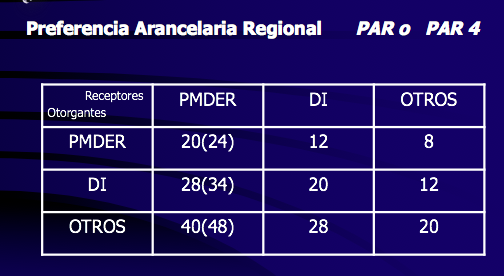 Preferencia Arancelaria Regional PAR o PAR 4
Receptores PMDER DI OTROS
Otorgantes
PMDER 20(24) 12 8
DI 28(34) 20 12
OTROS 40(48) 28 20